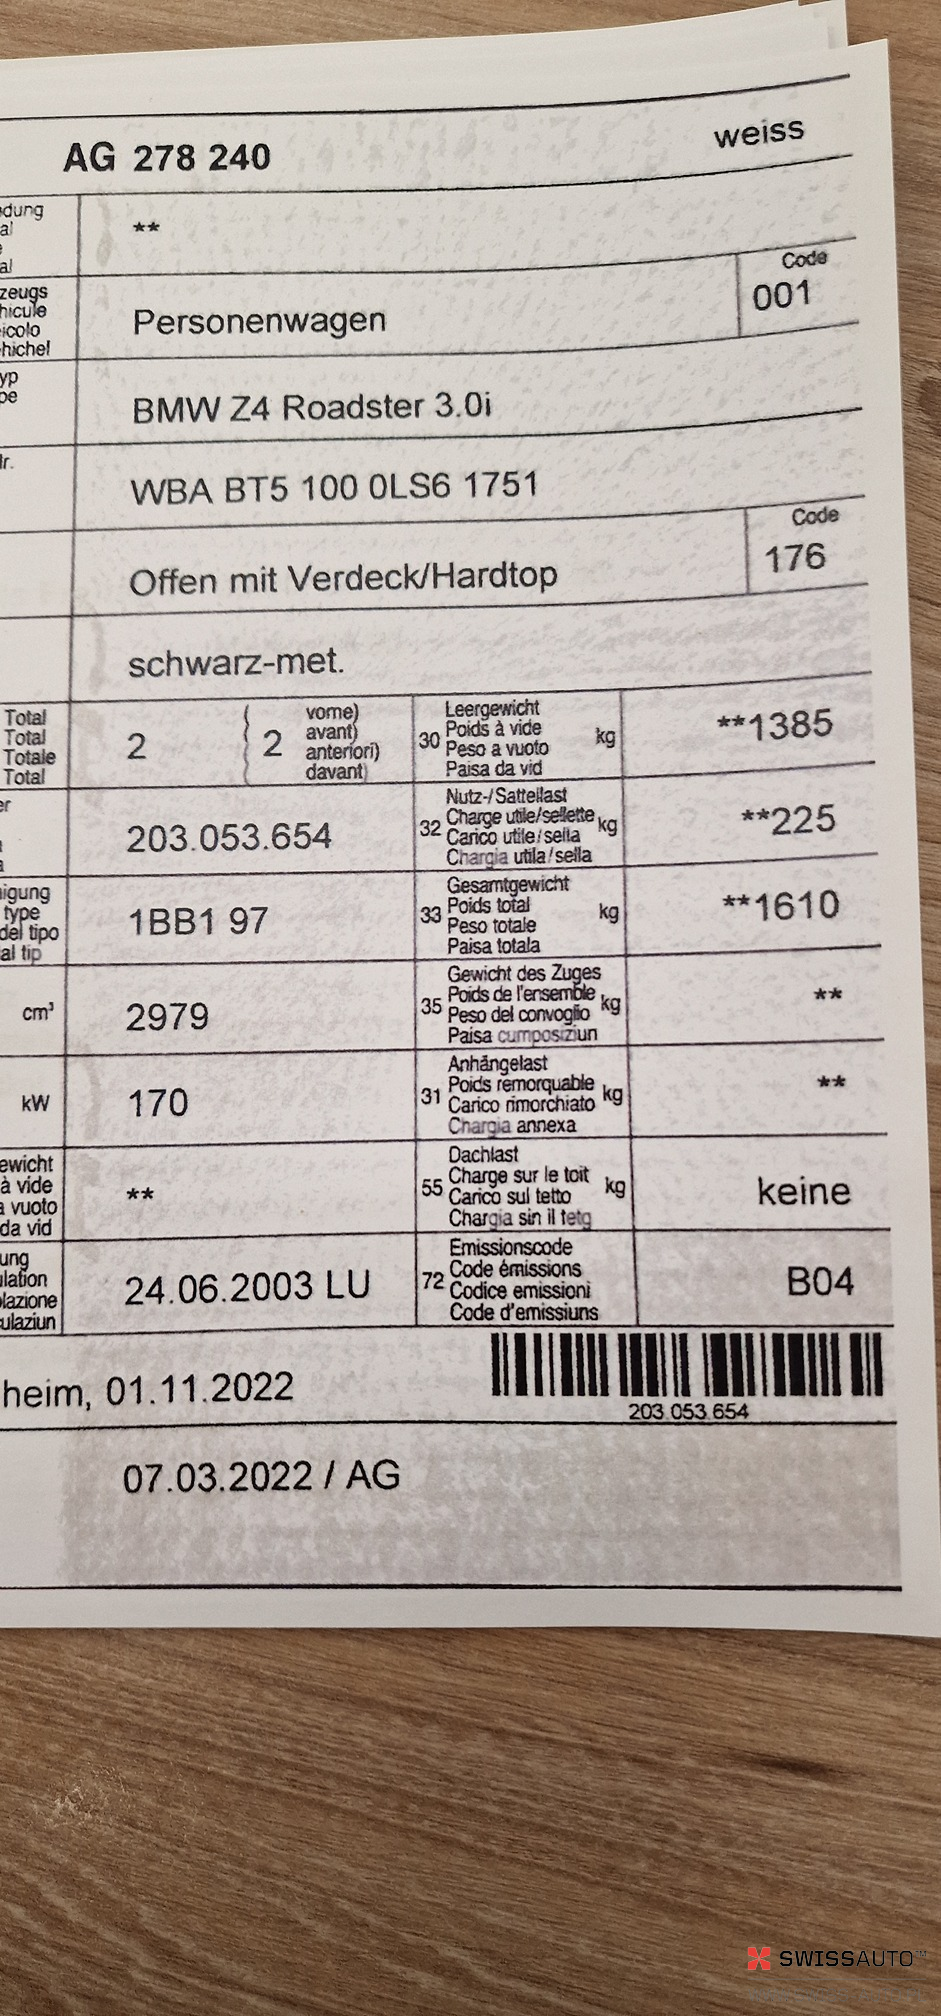 AG 278 240 weiss
dung
al
**
al
Code
zeugs
hicule
icolo
hichel
Personenwagen
001
yp
pe
BMW Z4 Roadster 3.0i
lr.
WBA BT5 100 0LS6 1751
Code
Offen mit Verdeck/Hardtop
176
schwarz-met.
Total
Total
Totale
Total
2
2
vorne)
avant)
anteriori)
davant)
30
Leergewicht
Poids à vide
Peso a vuoto
Paisa da vid
kg
**1385
er
a
203.053.654
32
Nutz-/Sattellast
Charge utile/sellette
Carico utile/sella
Chargia utila/sella
kg
**225
igung
type
del tipo
al tip
1BB1 97
33
Gesamtgewicht
Poids total
Peso totale
Paisa totala
kg
**1610
cm³
2979
35
Gewicht des Zuges
Poids de l'ensemble
Peso del convoglio
Paisa cumposiziun
kg
**
kW
170
31
Anhängelast
Poids remorquable
Carico rimorchiato
Chargia annexa
kg
**
ewicht
à vide
a vuoto
da vid
**
55
Dachlast
Charge sur le toit
Carico sul tetto
Chargia sin il tetg
kg
keine
ung
ulation
olazione
culaziun
24.06.2003 LU
72
Emissionscode
Code émissions
Codice emissioni
Code d'emissiuns
B04
heim, 01.11.2022
203.053.654
07.03.2022 / AG
SWISSAUTO™